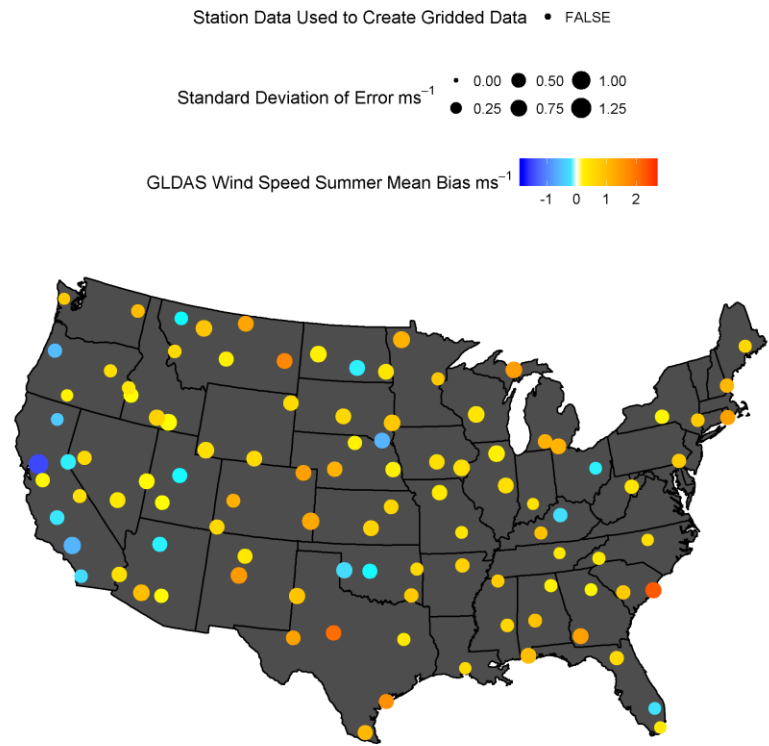 Station Data Used to Create Gridded Data • FALSE
Standard Deviation of Error ms⁻¹
0.00 0.50 1.00
0.25 0.75 1.25
GLDAS Wind Speed Summer Mean Bias ms⁻¹
-1 0 1 2